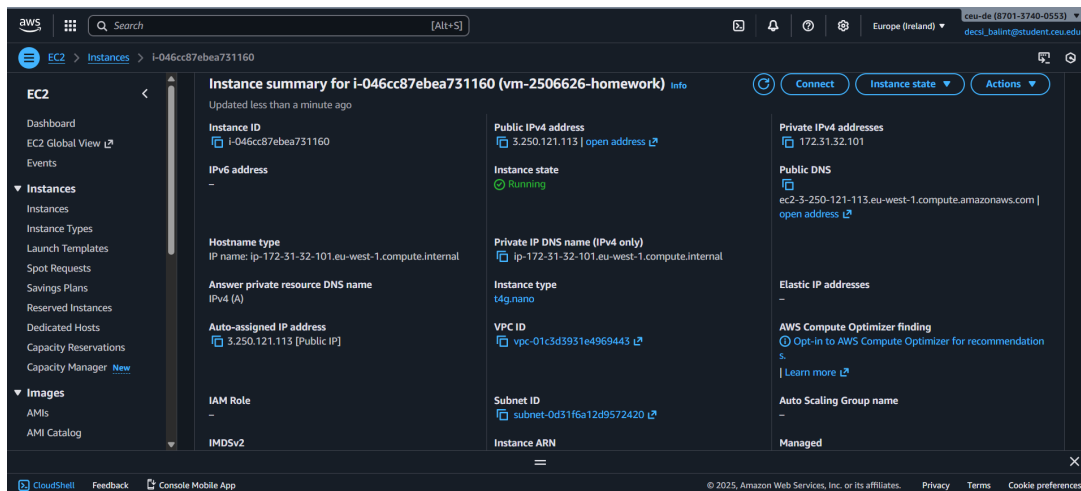 aws
Search [Alt+S]
Europe (Ireland) ▼
ceu-de (8701-3740-0553) ▼
decsi_balint@student.ceu.edu
EC2 > Instances > i-046cc87ebea731160
EC2
Dashboard
EC2 Global View
Events
▼ Instances
Instances
Instance Types
Launch Templates
Spot Requests
Savings Plans
Reserved Instances
Dedicated Hosts
Capacity Reservations
Capacity Manager New
▼ Images
AMIs
AMI Catalog
Instance summary for i-046cc87ebea731160 (vm-2506626-homework) Info
Connect
Instance state ▼
Actions ▼
Updated less than a minute ago
Instance ID
i-046cc87ebea731160
Public IPv4 address
3.250.121.113 | open address
Private IPv4 addresses
172.31.32.101
IPv6 address
–
Instance state
Running
Public DNS
ec2-3-250-121-113.eu-west-1.compute.amazonaws.com |
open address
Hostname type
IP name: ip-172-31-32-101.eu-west-1.compute.internal
Private IP DNS name (IPv4 only)
ip-172-31-32-101.eu-west-1.compute.internal
Answer private resource DNS name
IPv4 (A)
Instance type
t4g.nano
Elastic IP addresses
–
Auto-assigned IP address
3.250.121.113 [Public IP]
VPC ID
vpc-01c3d3931e4969443
AWS Compute Optimizer finding
Opt-in to AWS Compute Optimizer for recommendation
s.
| Learn more
IAM Role
–
Subnet ID
subnet-0d31f6a12d9572420
Auto Scaling Group name
–
IMDSv2
Instance ARN
Managed
CloudShell
Feedback
Console Mobile App
© 2025, Amazon Web Services, Inc. or its affiliates.
Privacy
Terms
Cookie preferences